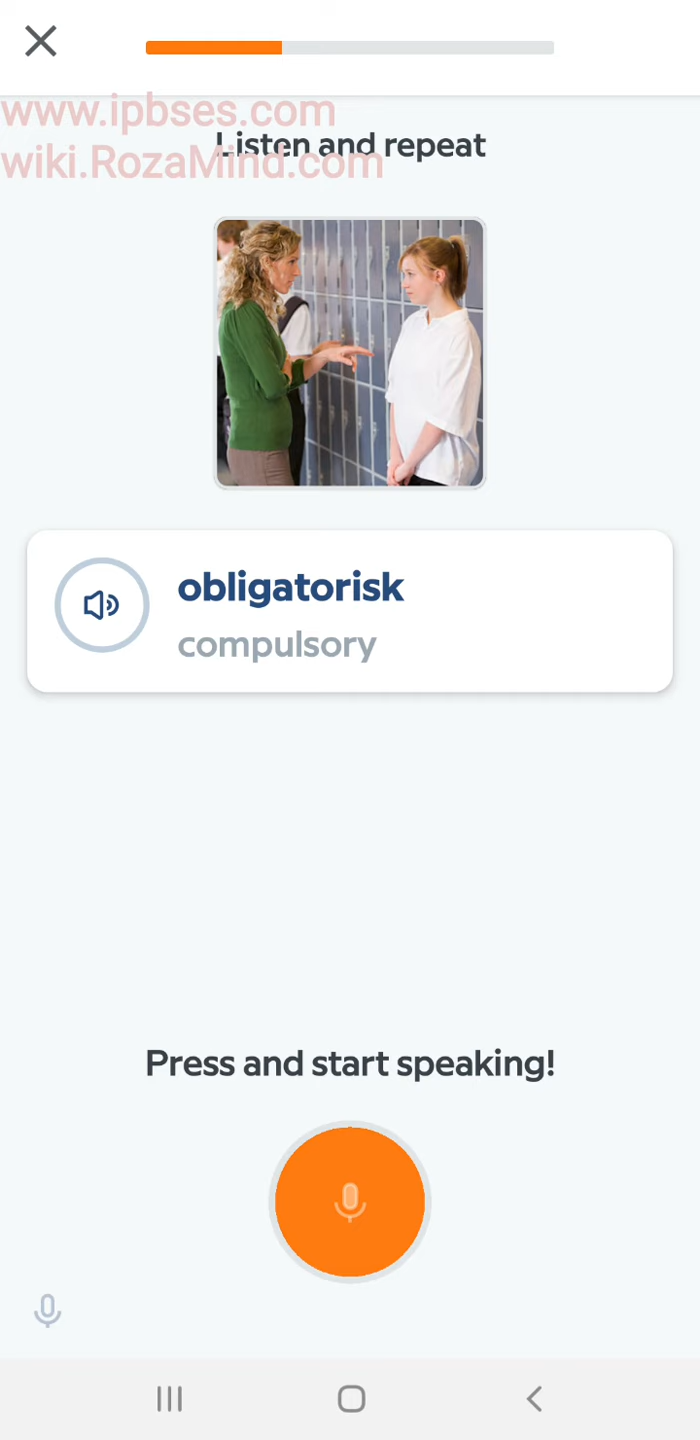 www.ipbses.com
Listen and repeat
wiki.RozaMind.com
obligatorisk
compulsory
Press and start speaking!